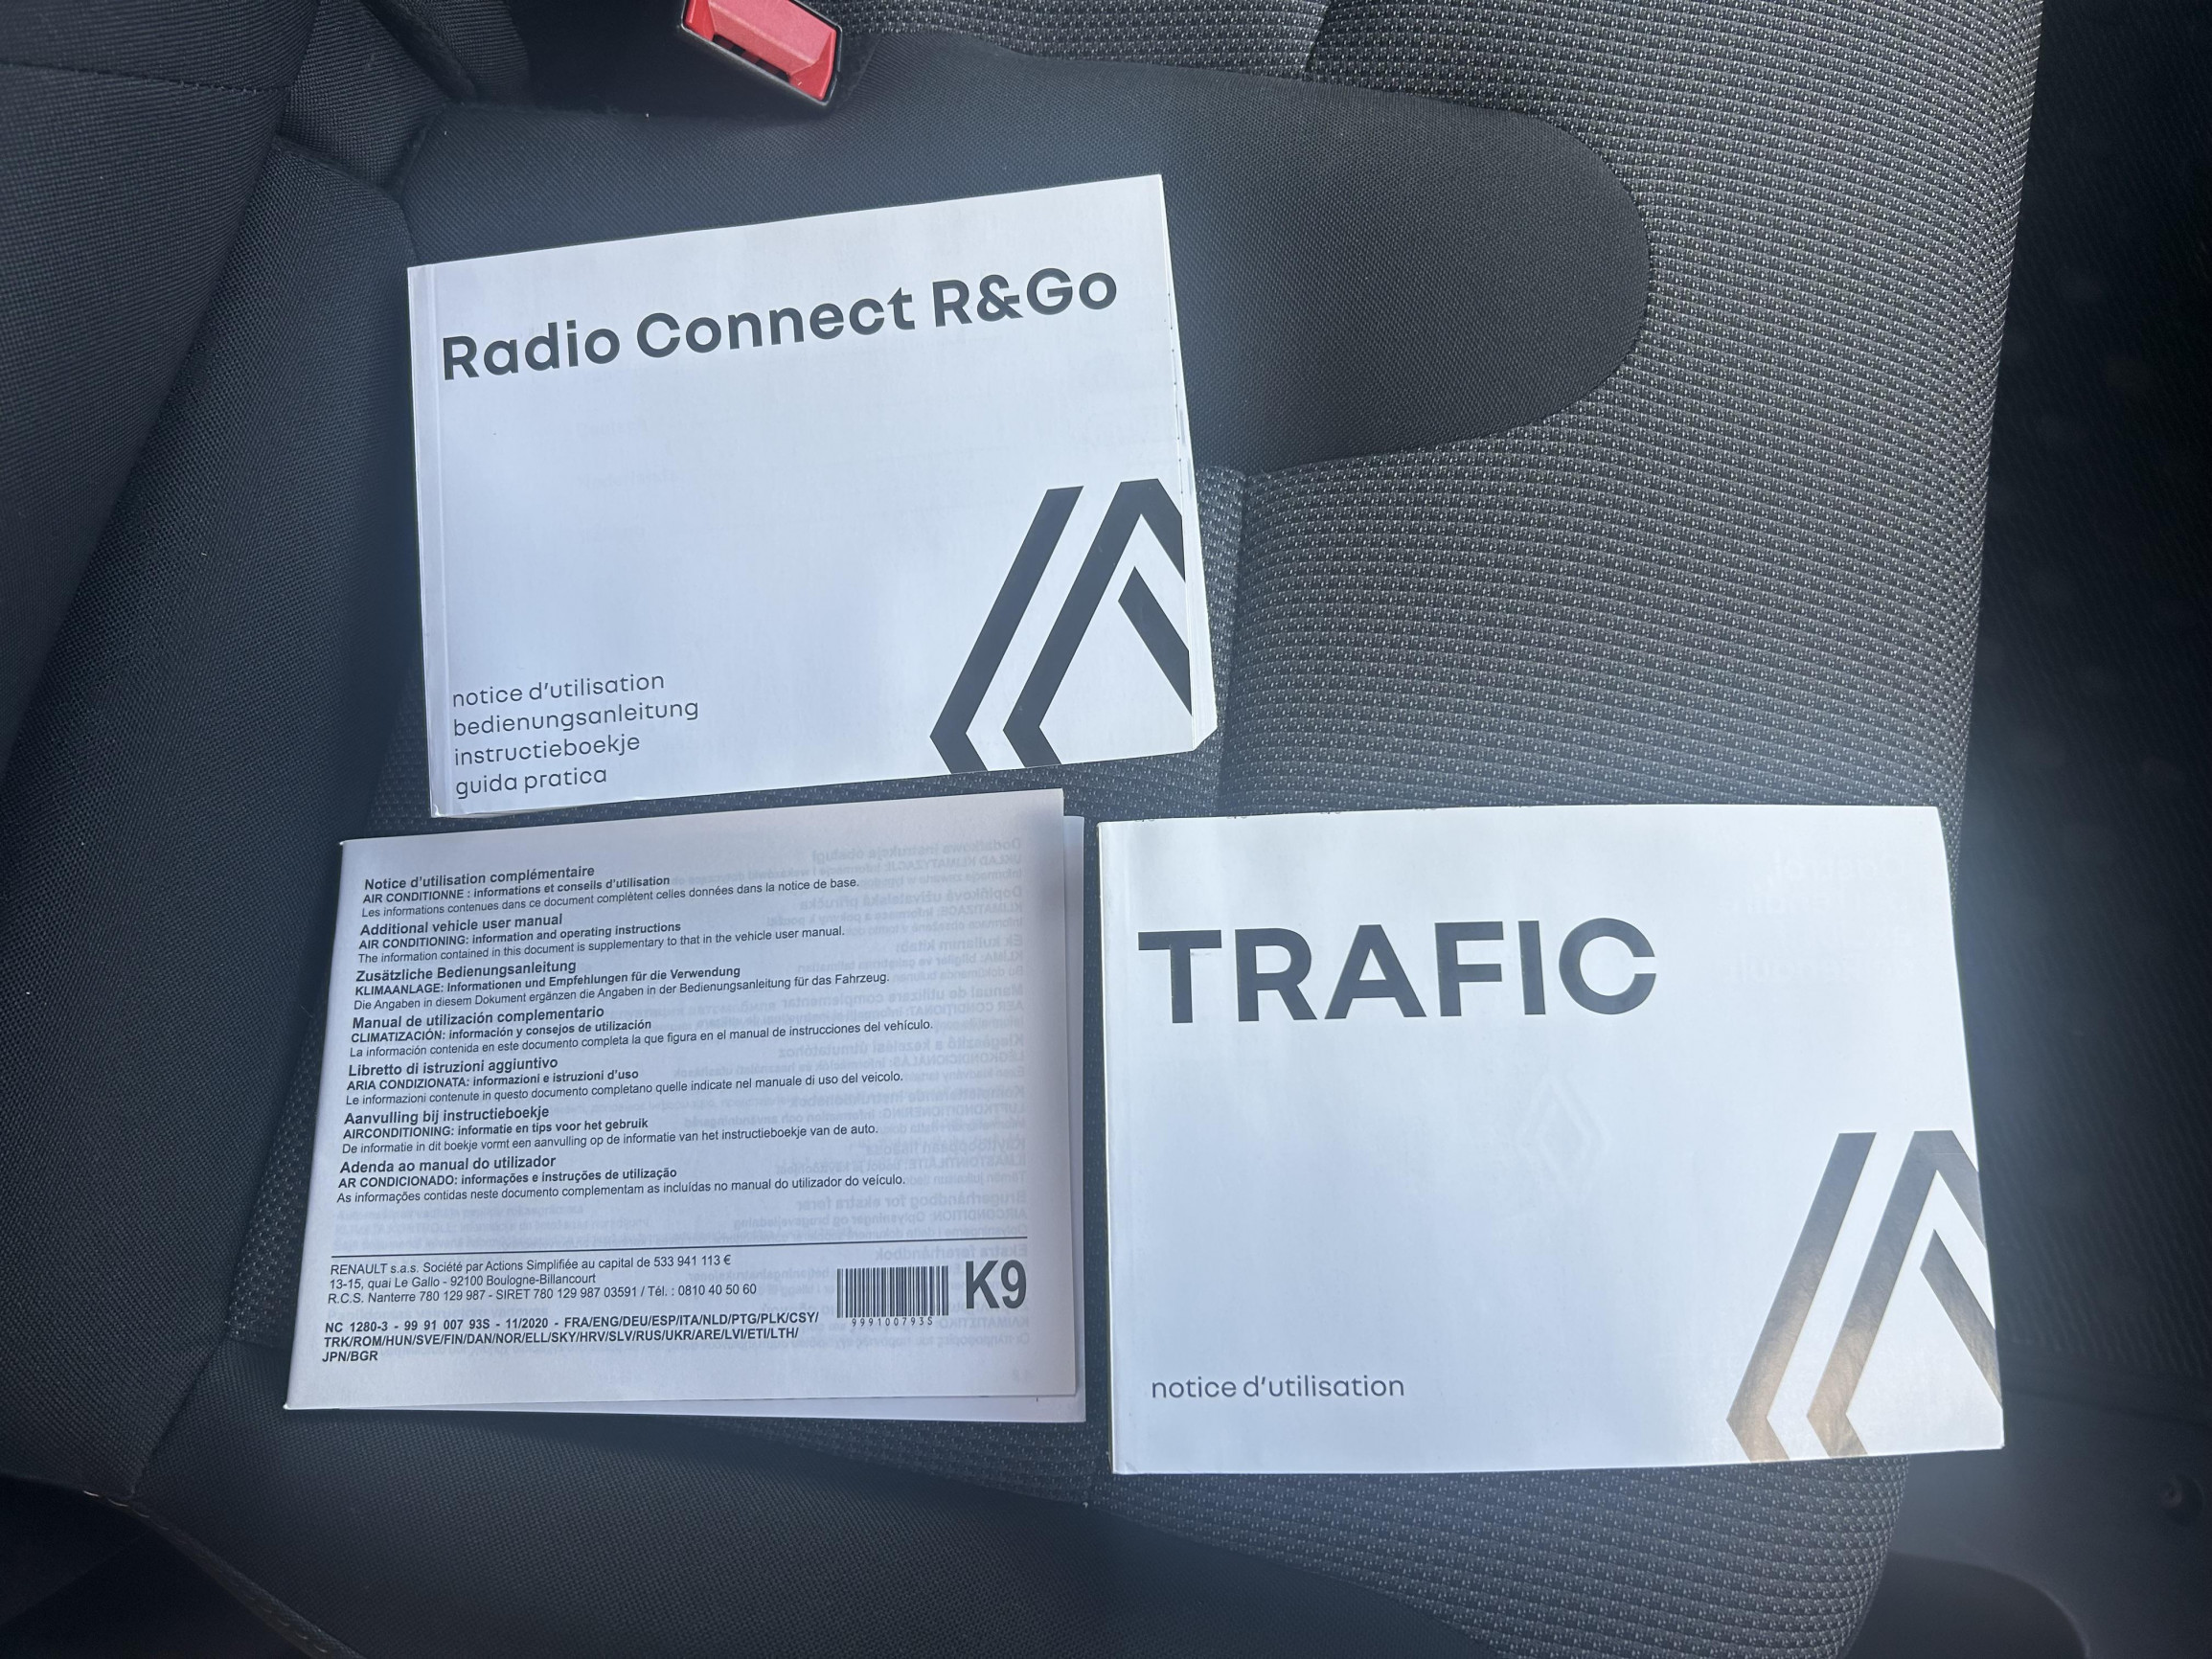 Radio Connect R&Go
notice d'utilisation
bedienungsanleitung
instructieboekje
guida pratica
Notice d'utilisation complémentaire
AIR CONDITIONNE : informations et conseils d'utilisation
Les informations contenues dans ce document complètent celles données dans la notice de base.
Additional vehicle user manual
AIR CONDITIONING: information and operating instructions
The information contained in this document is supplementary to that in the vehicle user manual.
Zusätzliche Bedienungsanleitung
KLIMAANLAGE: Informationen und Empfehlungen für die Verwendung
Die Angaben in diesem Dokument ergänzen die Angaben in der Bedienungsanleitung für das Fahrzeug.
Manual de utilización complementario
CLIMATIZACIÓN: información y consejos de utilización
La información contenida en este documento completa la que figura en el manual de instrucciones del vehículo.
Libretto di istruzioni aggiuntivo
ARIA CONDIZIONATA: informazioni e istruzioni d'uso
Le informazioni contenute in questo documento completano quelle indicate nel manuale di uso del veicolo.
Aanvulling bij instructieboekje
AIRCONDITIONING: informatie en tips voor het gebruik
De informatie in dit boekje vormt een aanvulling op de informatie van het instructieboekje van de auto.
Adenda ao manual do utilizador
AR CONDICIONADO: informações e instruções de utilização
As informações contidas neste documento complementam as incluídas no manual do utilizador do veículo.
RENAULT s.a.s. Société par Actions Simplifiée au capital de 533 941 113 €
13-15, quai Le Gallo - 92100 Boulogne-Billancourt
R.C.S. Nanterre 780 129 987 - SIRET 780 129 987 03591 / Tél. : 0810 40 50 60
K9
999100793S
NC 1280-3 - 99 91 007 93S - 11/2020 - FRA/ENG/DEU/ESP/ITA/NLD/PTG/PLK/CSY/
TRK/ROM/HUN/SVE/FIN/DAN/NOR/ELL/SKY/HRV/SLV/RUS/UKR/ARE/LVI/ETI/LTH/
JPN/BGR
TRAFIC
notice d'utilisation